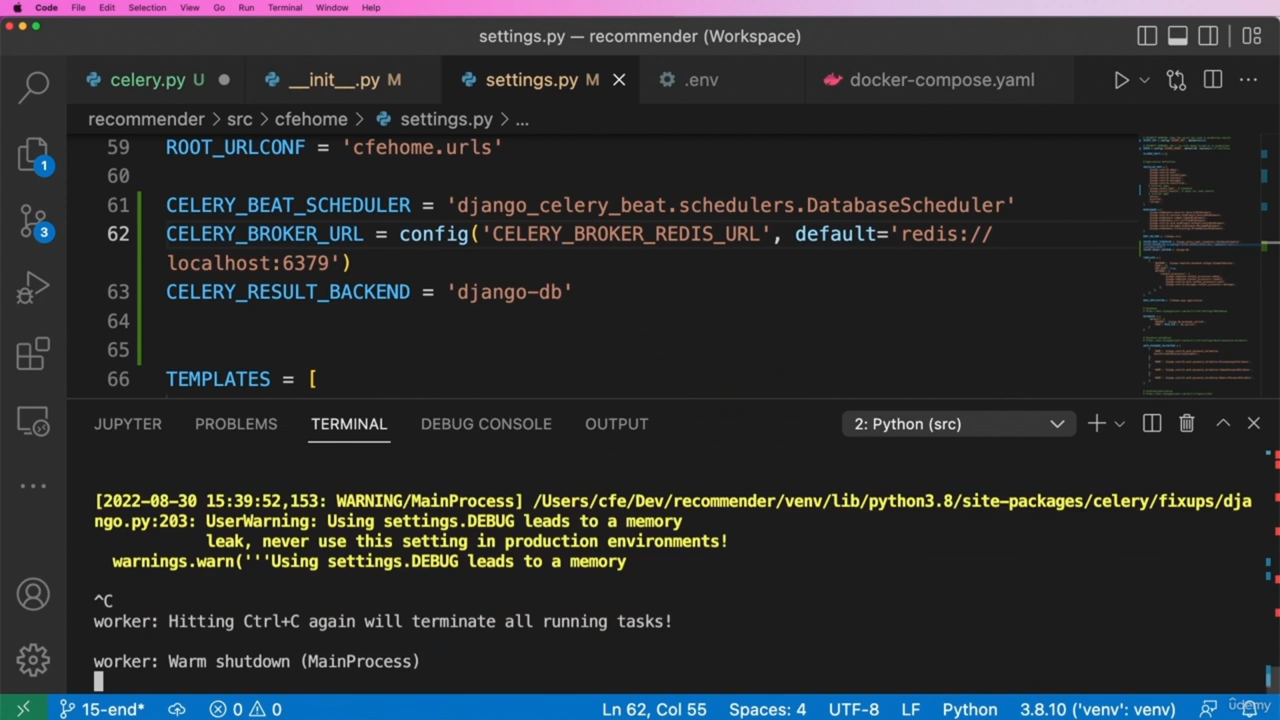 Code File Edit Selection View Go Run Terminal Window Help
settings.py — recommender (Workspace)
celery.py U __init__.py M settings.py M .env docker-compose.yaml
recommender > src > cfehome > settings.py > ...
59 ROOT_URLCONF = 'cfehome.urls'
60
61 CELERY_BEAT_SCHEDULER = 'django_celery_beat.schedulers.DatabaseScheduler'
62 CELERY_BROKER_URL = config('CELERY_BROKER_REDIS_URL', default='redis://
localhost:6379')
63 CELERY_RESULT_BACKEND = 'django-db'
64
65
66 TEMPLATES = [
1
3
JUPYTER PROBLEMS TERMINAL DEBUG CONSOLE OUTPUT 2: Python (src)
[2022-08-30 15:39:52,153: WARNING/MainProcess] /Users/cfe/Dev/recommender/venv/lib/python3.8/site-packages/celery/fixups/dja
ngo.py:203: UserWarning: Using settings.DEBUG leads to a memory
leak, never use this setting in production environments!
warnings.warn('''Using settings.DEBUG leads to a memory
^C
worker: Hitting Ctrl+C again will terminate all running tasks!
worker: Warm shutdown (MainProcess)
15-end* 0 0 Ln 62, Col 55 Spaces: 4 UTF-8 LF Python 3.8.10 ('venv': venv)
udemy